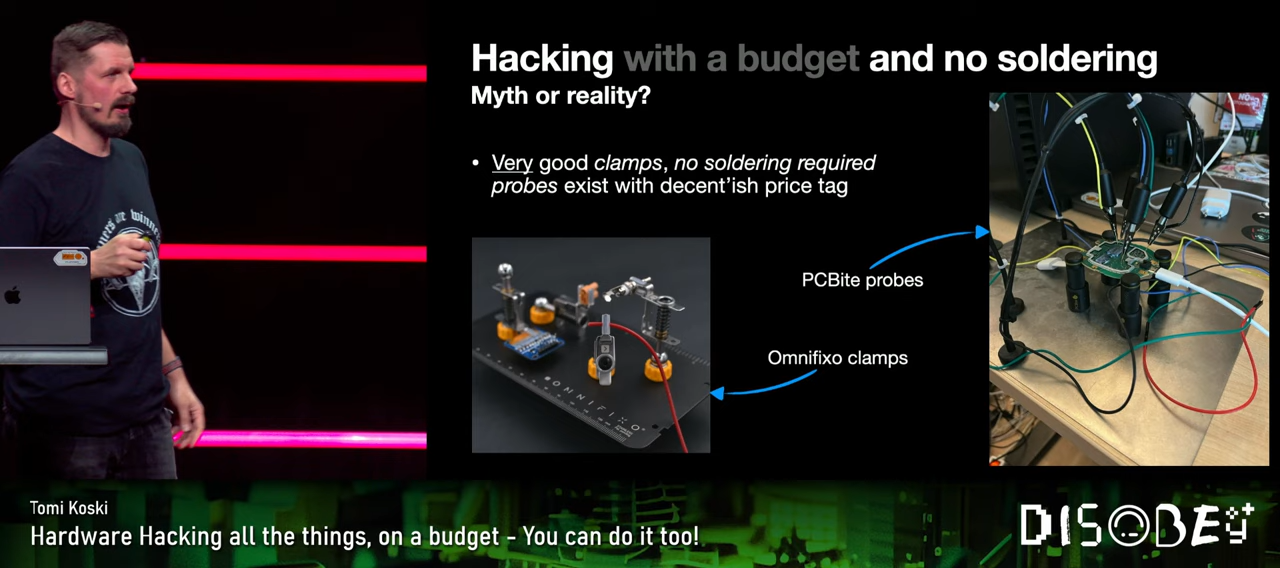 Hacking with a budget and no soldering
Myth or reality?
• Very good clamps, no soldering required
probes exist with decent'ish price tag
PCBite probes
Omnifixo clamps
OMNIFIXO
Tomi Koski
Hardware Hacking all the things, on a budget - You can do it too!
DISOBEY